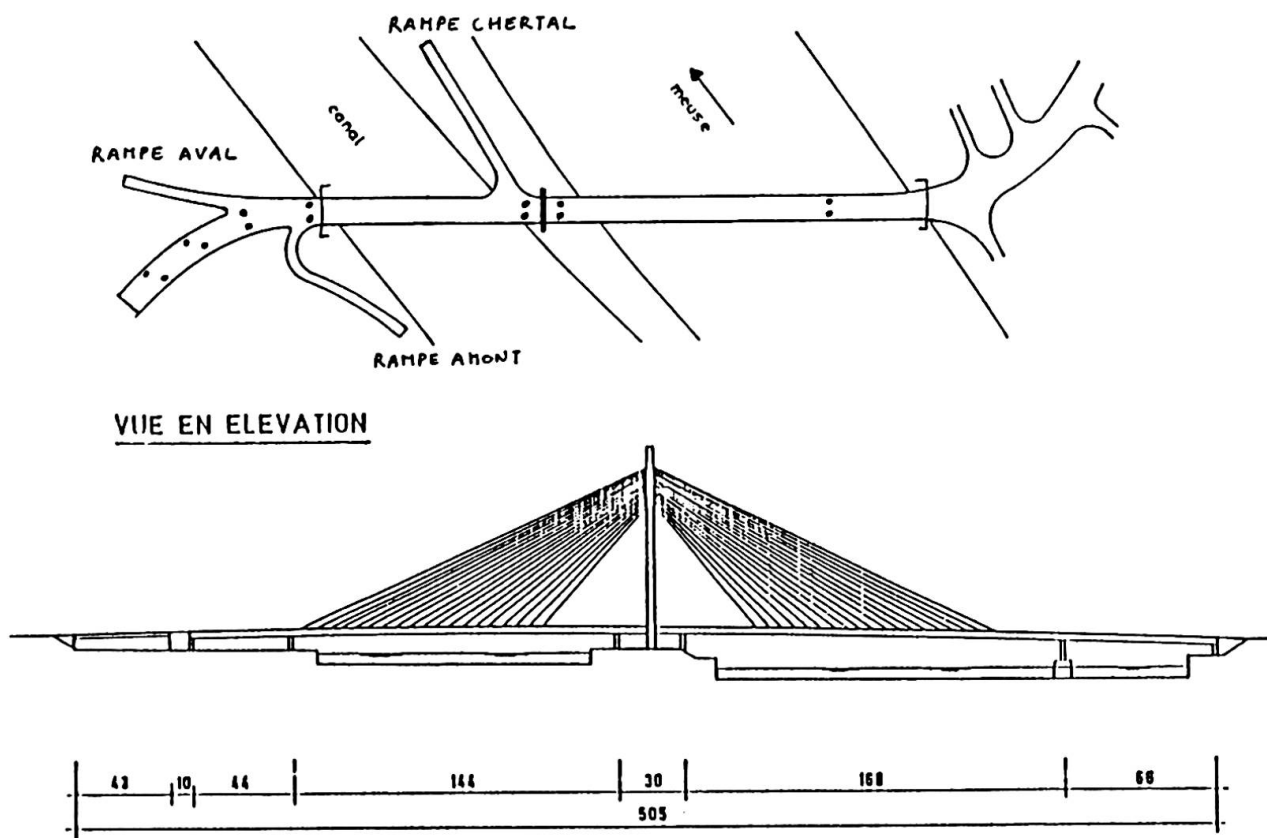 RAMPE CHERTAL
canal
meuse
RAMPE AVAL
RAMPE AMONT
VUE EN ELEVATION
43 10 44 144 30 168 66
505